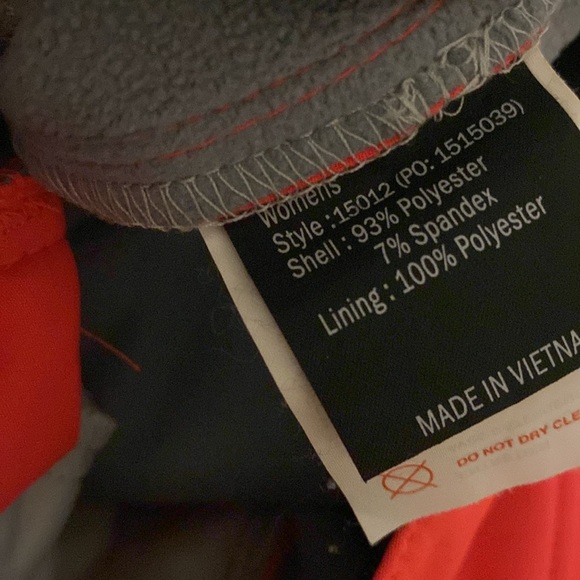 Womens
Style :15012 (PO: 1515039)
Shell : 93% Polyester
7% Spandex
Lining : 100% Polyester
MADE IN VIETNA
DO NOT DRY CLE